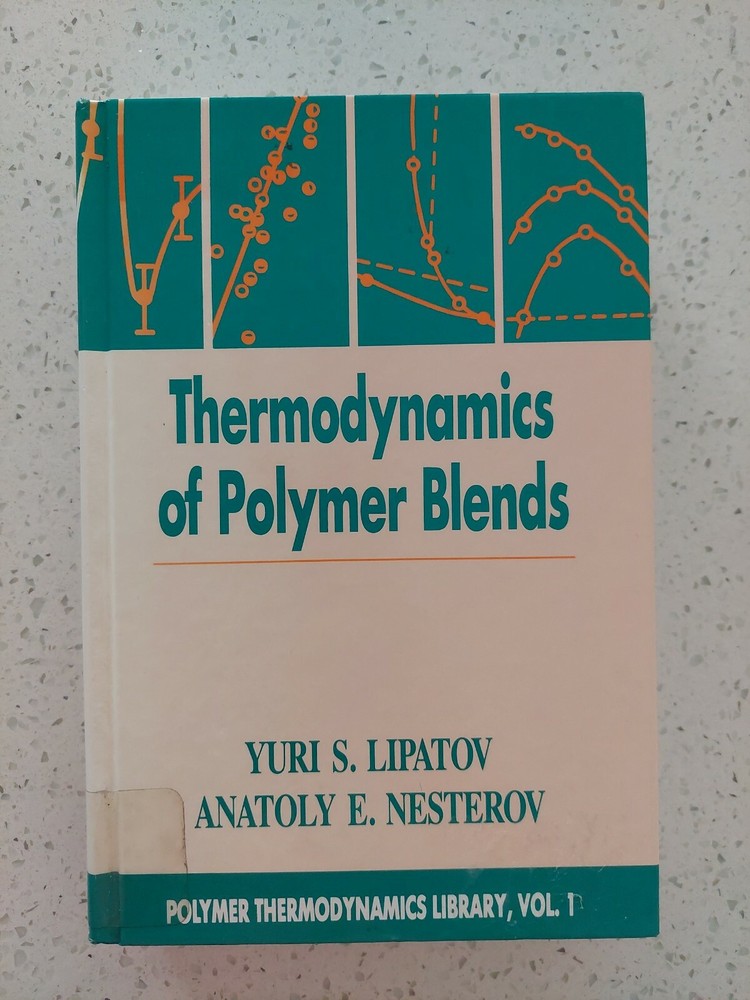 Thermodynamics
of Polymer Blends
YURI S. LIPATOV
ANATOLY E. NESTEROV
POLYMER THERMODYNAMICS LIBRARY, VOL. 1